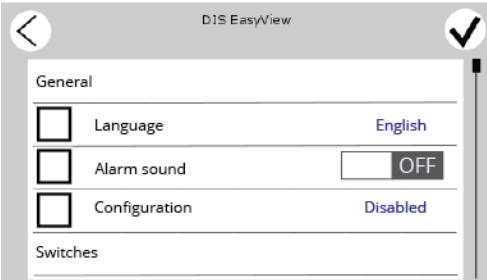 DIS EasyView
General
Language English
Alarm sound OFF
Configuration Disabled
Switches